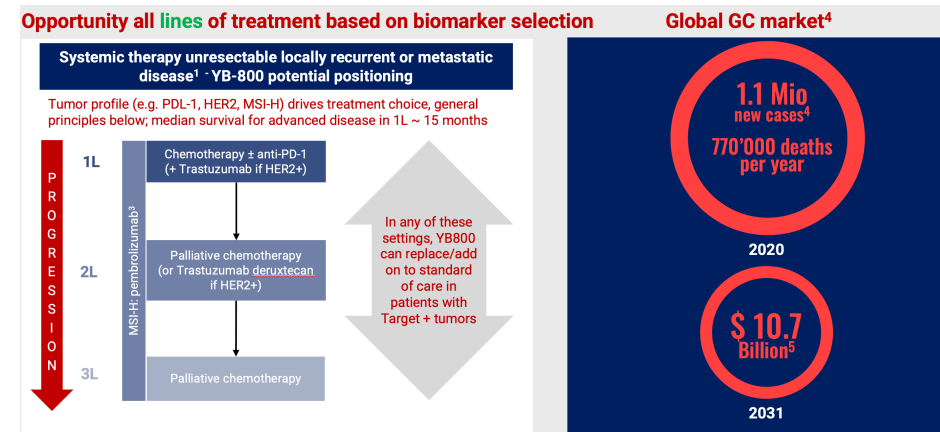 Opportunity all lines of treatment based on biomarker selection
Systemic therapy unresectable locally recurrent or metastatic
disease1 - YB-800 potential positioning
Tumor profile (e.g. PDL-1, HER2, MSI-H) drives treatment choice, general
principles below; median survival for advanced disease in 1L ~ 15 months
PROGRESSION
1L
2L
3L
MSI-H: pembrolizumab3
Chemotherapy ± anti-PD-1
(+ Trastuzumab if HER2+)
Palliative chemotherapy
(or Trastuzumab deruxtecan
if HER2+)
Palliative chemotherapy
In any of these
settings, YB800
can replace/add
on to standard
of care in
patients with
Target + tumors
Global GC market4
1.1 Mio
new cases4
770'000 deaths
per year
2020
$ 10.7
Billion5
2031